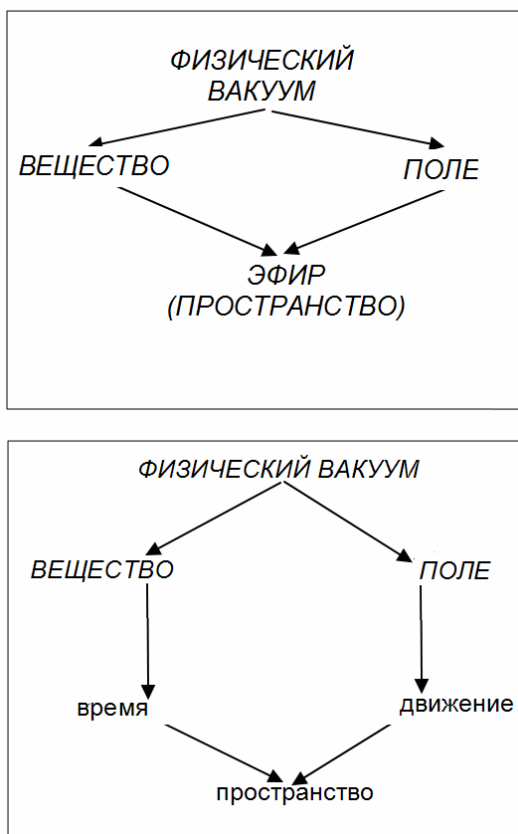 ФИЗИЧЕСКИЙ
ВАКУУМ
ВЕЩЕСТВО
ПОЛЕ
ЭФИР
(ПРОСТРАНСТВО)
ФИЗИЧЕСКИЙ ВАКУУМ
ВЕЩЕСТВО
ПОЛЕ
время
движение
пространство